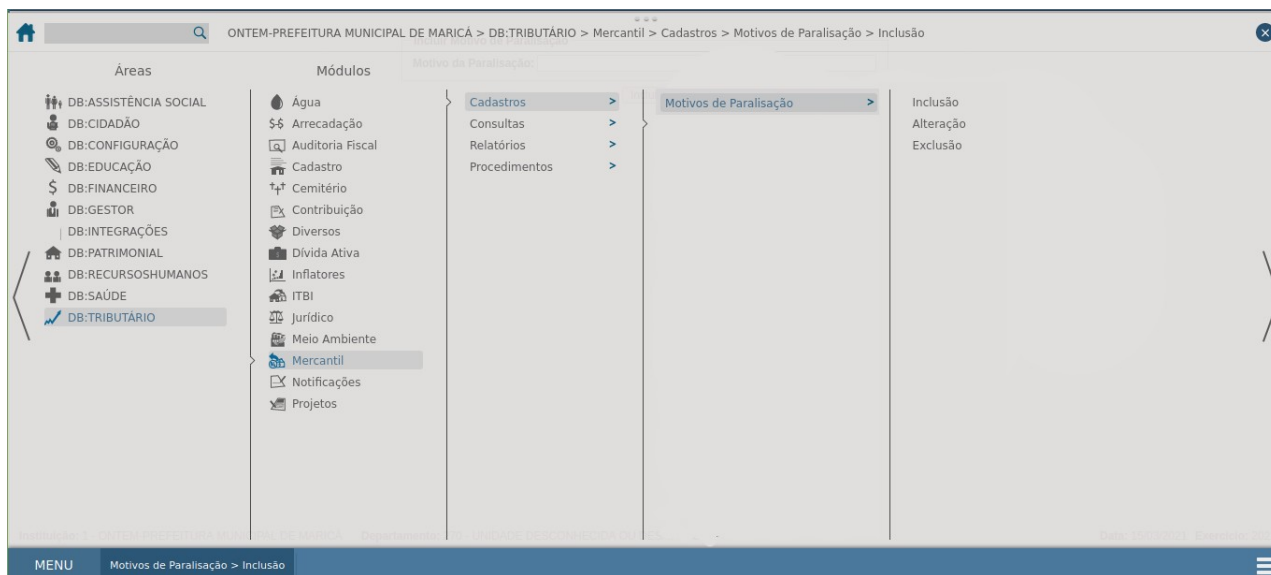 ONTEM-PREFEITURA MUNICIPAL DE MARICÁ > DB:TRIBUTÁRIO > Mercantil > Cadastros > Motivos de Paralisação > Inclusão
Motivo da Paralisação:
Áreas
DB:ASSISTÊNCIA SOCIAL
DB:CIDADÃO
DB:CONFIGURAÇÃO
DB:EDUCAÇÃO
DB:FINANCEIRO
DB:GESTOR
DB:INTEGRAÇÕES
DB:PATRIMONIAL
DB:RECURSOSHUMANOS
DB:SAÚDE
DB:TRIBUTÁRIO
Módulos
Água
Arrecadação
Auditoria Fiscal
Cadastro
Cemitério
Contribuição
Diversos
Dívida Ativa
Inflatores
ITBI
Jurídico
Meio Ambiente
Mercantil
Notificações
Projetos
Cadastros >
Consultas >
Relatórios >
Procedimentos >
Motivos de Paralisação >
Inclusão
Alteração
Exclusão
MENU
Motivos de Paralisação > Inclusão